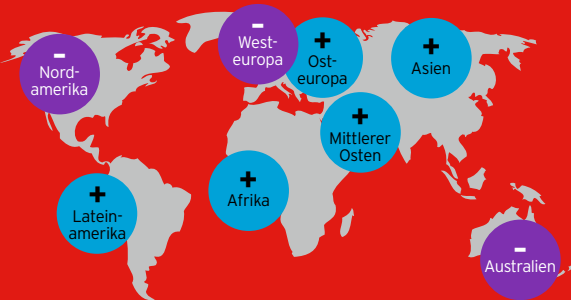 –
Nord-
amerika
–
West-
europa
+
Ost-
europa
+
Asien
+
Mittlerer
Osten
+
Latein-
amerika
+
Afrika
–
Australien